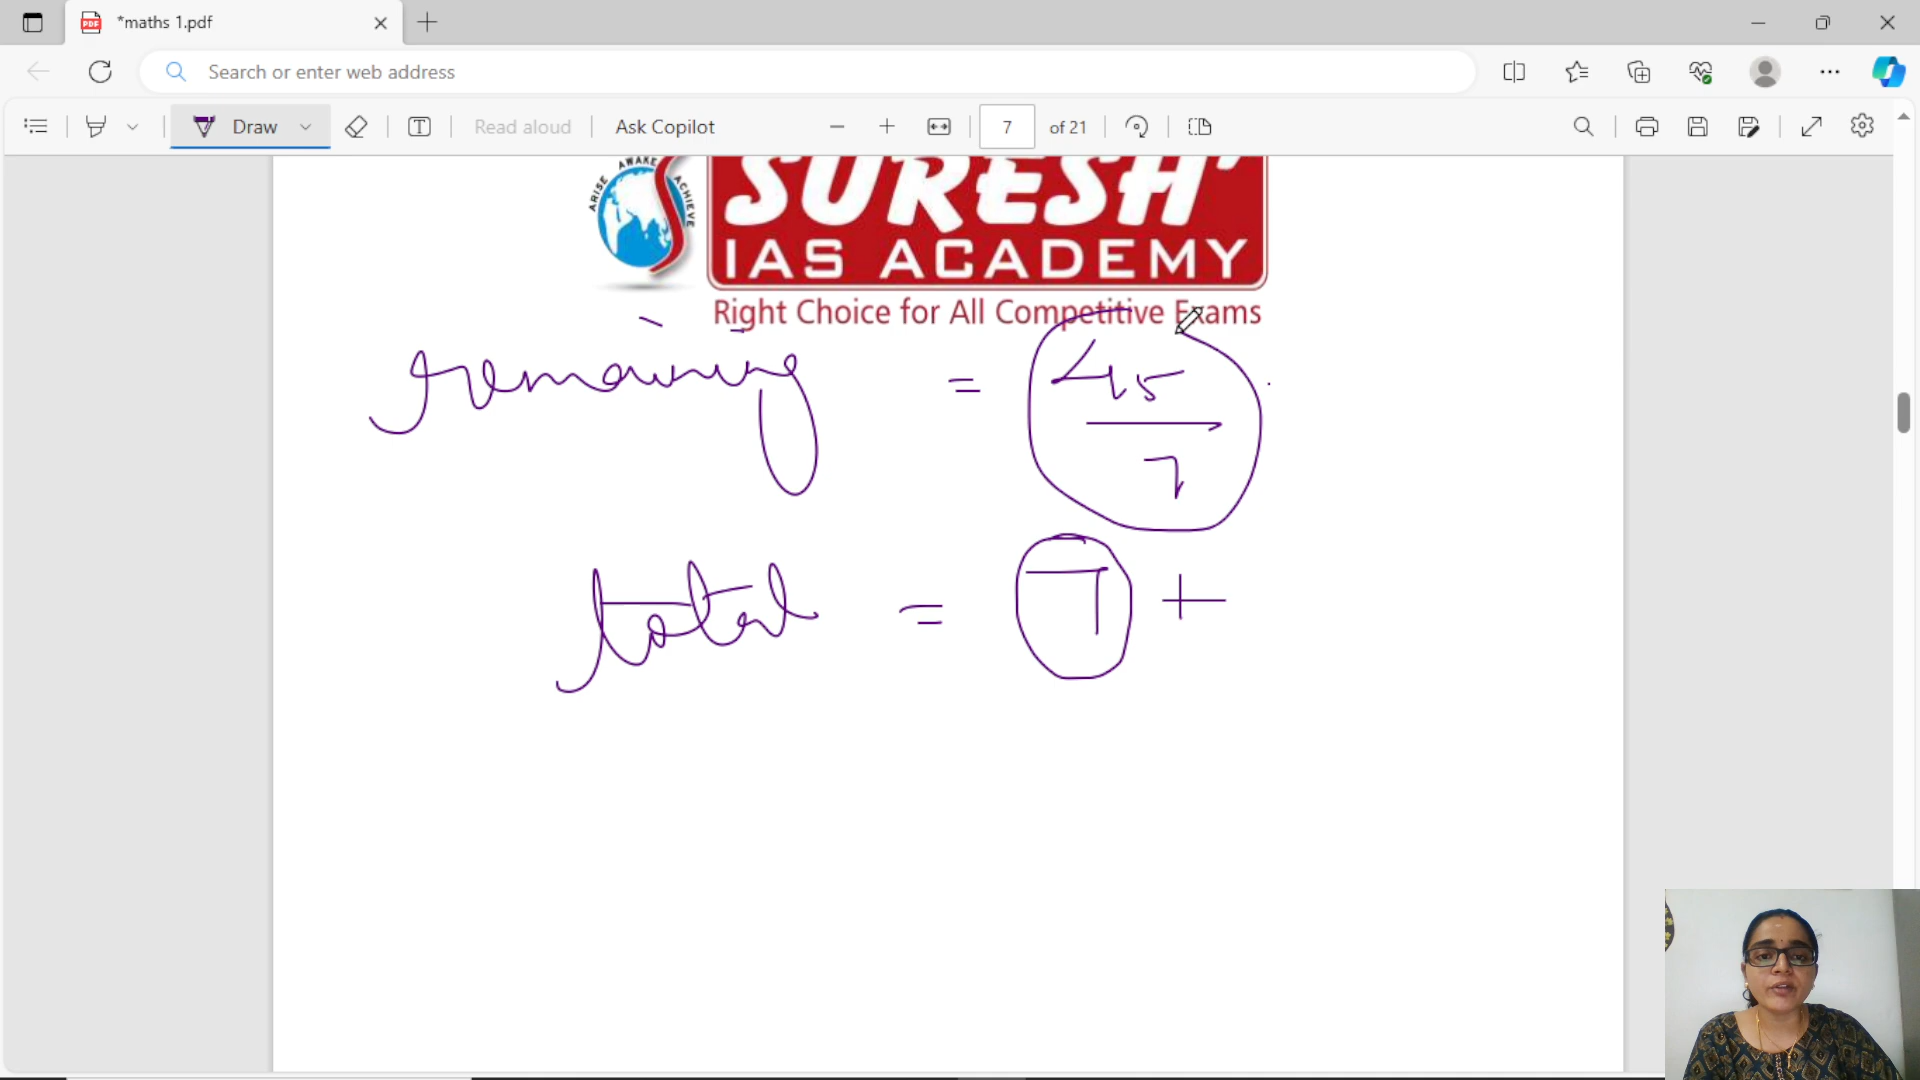 *maths 1.pdf
Search or enter web address
Draw
Read aloud
Ask Copilot
7 of 21
ARISE AWAKE ACHIEVE
SURESH'
IAS ACADEMY
Right Choice for All Competitive Exams
remaining = 45
7
total = 7 +